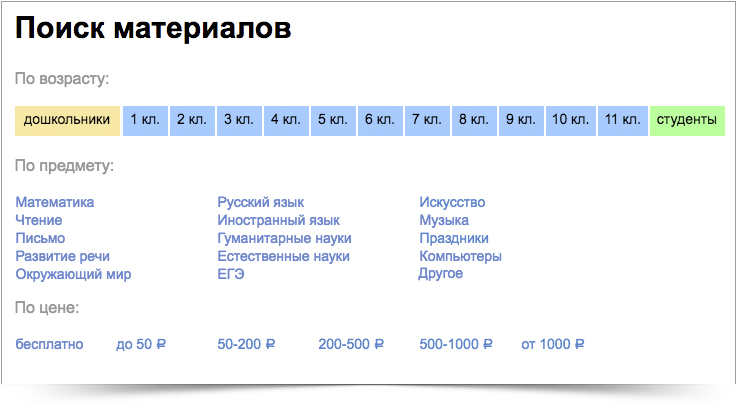 Поиск материалов
По возрасту:
дошкольники 1 кл. 2 кл. 3 кл. 4 кл. 5 кл. 6 кл. 7 кл. 8 кл. 9 кл. 10 кл. 11 кл. студенты
По предмету:
Математика Русский язык Искусство
Чтение Иностранный язык Музыка
Письмо Гуманитарные науки Праздники
Развитие речи Естественные науки Компьютеры
Окружающий мир ЕГЭ Другое
По цене:
бесплатно до 50 ₽ 50-200 ₽ 200-500 ₽ 500-1000 ₽ от 1000 ₽